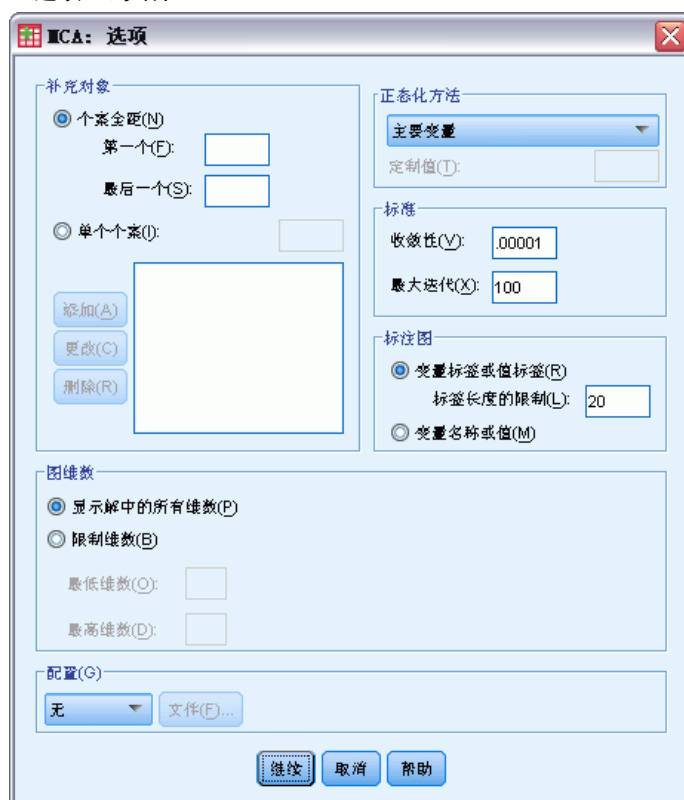 MCA: 选项
补充对象
个案全距(N)
第一个(F):
最后一个(S):
单个个案(I):
添加(A)
更改(C)
删除(R)
正态化方法
主要变量
定制值(T):
标准
收敛性(V): .00001
最大迭代(X): 100
标注图
变量标签或值标签(R)
标签长度的限制(L): 20
变量名称或值(M)
图维数
显示解中的所有维数(P)
限制维数(B)
最低维数(O):
最高维数(D):
配置(G)
无
文件(F)...
继续 取消 帮助